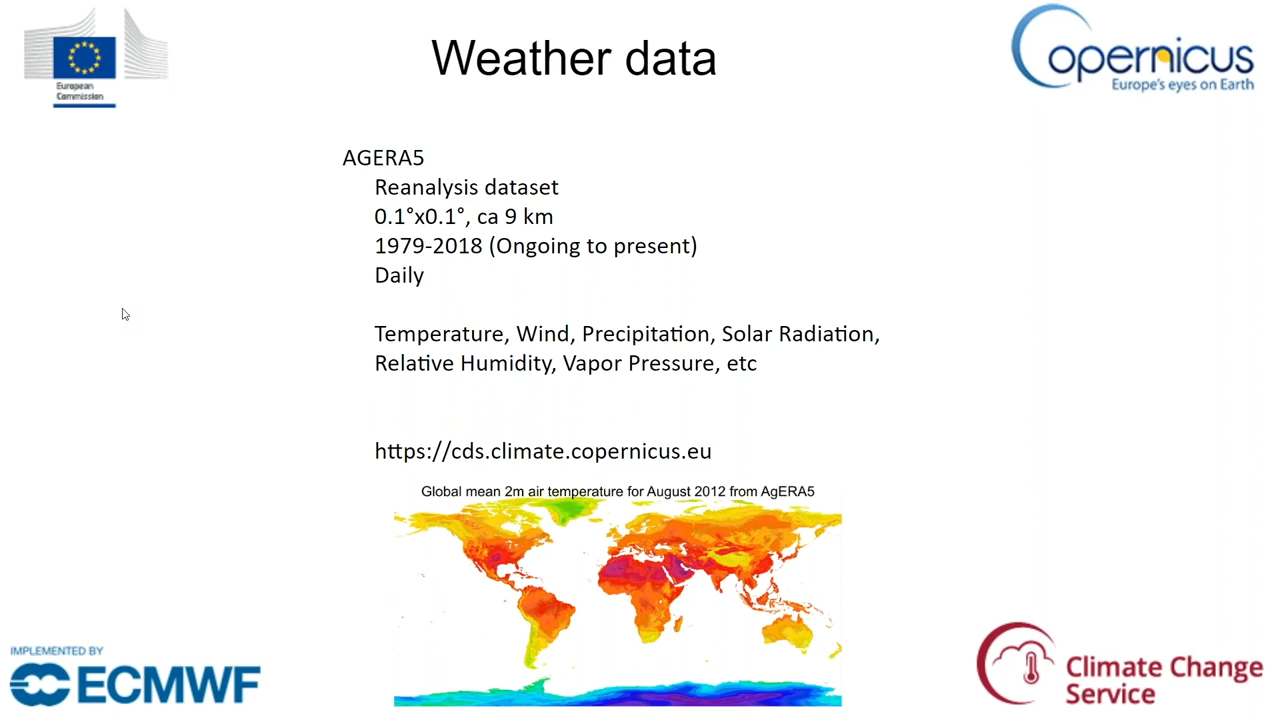 European
Commission
Weather data
Copernicus
Europe's eyes on Earth
AGERA5
Reanalysis dataset
0.1°x0.1°, ca 9 km
1979-2018 (Ongoing to present)
Daily
Temperature, Wind, Precipitation, Solar Radiation,
Relative Humidity, Vapor Pressure, etc
https://cds.climate.copernicus.eu
Global mean 2m air temperature for August 2012 from AgERA5
IMPLEMENTED BY
ECMWF
Climate Change
Service